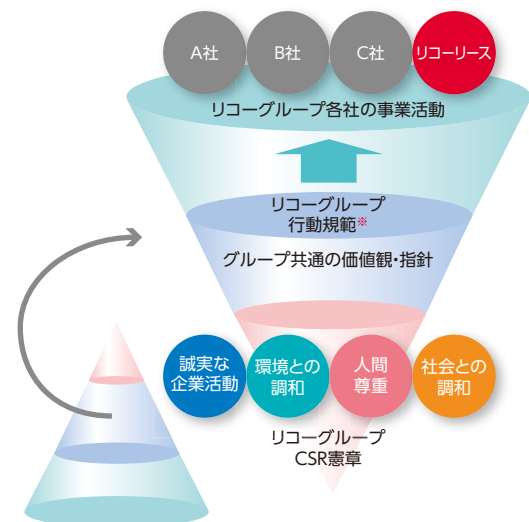 A社
B社
C社
リコーリース
リコーグループ各社の事業活動
リコーグループ
行動規範※
グループ共通の価値観・指針
誠実な
企業活動
環境との
調和
人間
尊重
社会との
調和
リコーグループ
CSR憲章